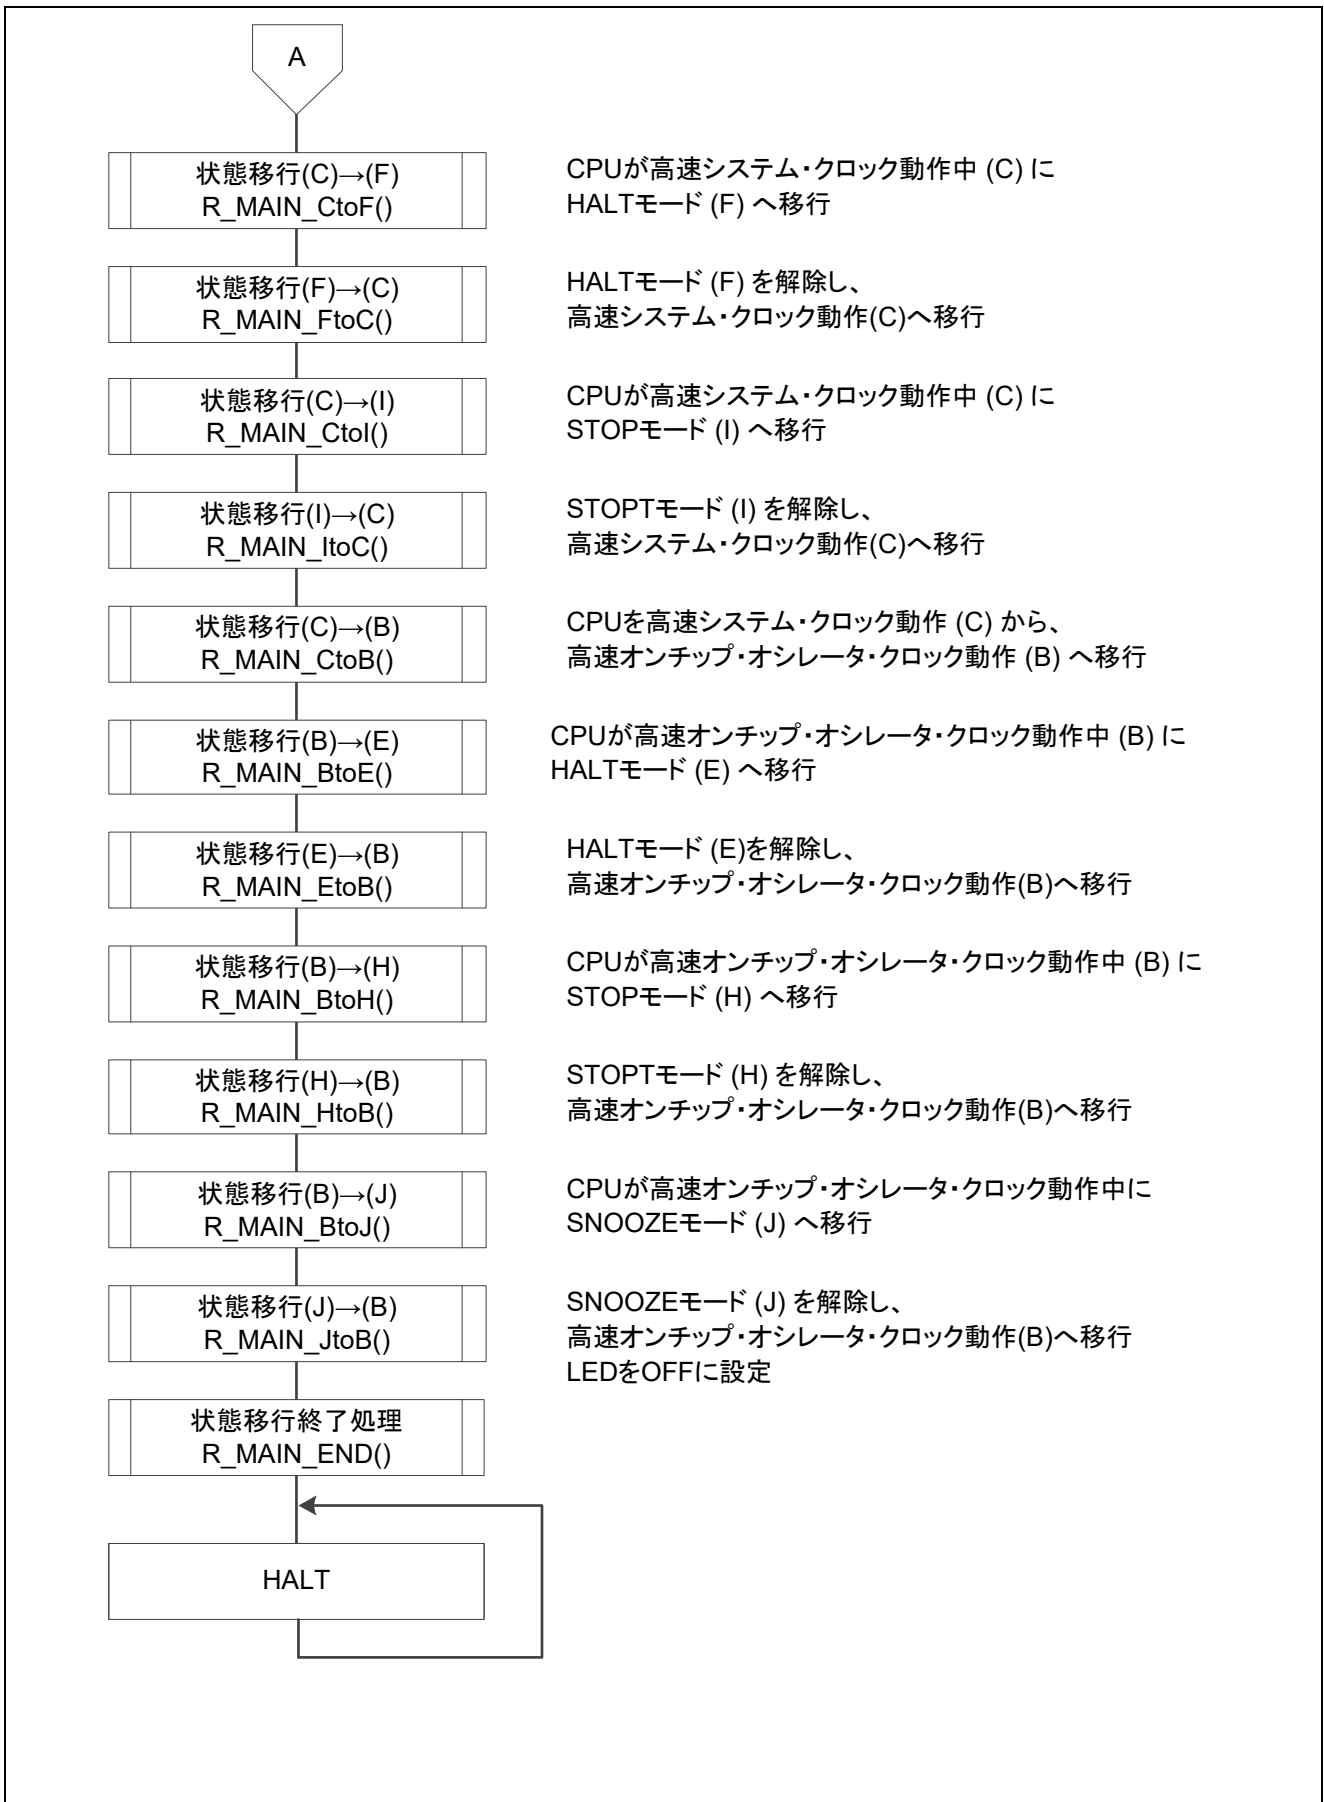 A
状態移行(C)→(F)
R_MAIN_CtoF()
CPUが高速システム・クロック動作中 (C) に
HALTモード (F) へ移行
状態移行(F)→(C)
R_MAIN_FtoC()
HALTモード (F) を解除し、
高速システム・クロック動作(C)へ移行
状態移行(C)→(I)
R_MAIN_CtoI()
CPUが高速システム・クロック動作中 (C) に
STOPモード (I) へ移行
状態移行(I)→(C)
R_MAIN_ItoC()
STOPTモード (I) を解除し、
高速システム・クロック動作(C)へ移行
状態移行(C)→(B)
R_MAIN_CtoB()
CPUを高速システム・クロック動作 (C) から、
高速オンチップ・オシレータ・クロック動作 (B) へ移行
状態移行(B)→(E)
R_MAIN_BtoE()
CPUが高速オンチップ・オシレータ・クロック動作中 (B) に
HALTモード (E) へ移行
状態移行(E)→(B)
R_MAIN_EtoB()
HALTモード (E)を解除し、
高速オンチップ・オシレータ・クロック動作(B)へ移行
状態移行(B)→(H)
R_MAIN_BtoH()
CPUが高速オンチップ・オシレータ・クロック動作中 (B) に
STOPモード (H) へ移行
状態移行(H)→(B)
R_MAIN_HtoB()
STOPTモード (H) を解除し、
高速オンチップ・オシレータ・クロック動作(B)へ移行
状態移行(B)→(J)
R_MAIN_BtoJ()
CPUが高速オンチップ・オシレータ・クロック動作中に
SNOOZEモード (J) へ移行
状態移行(J)→(B)
R_MAIN_JtoB()
SNOOZEモード (J) を解除し、
高速オンチップ・オシレータ・クロック動作(B)へ移行
LEDをOFFに設定
状態移行終了処理
R_MAIN_END()
HALT